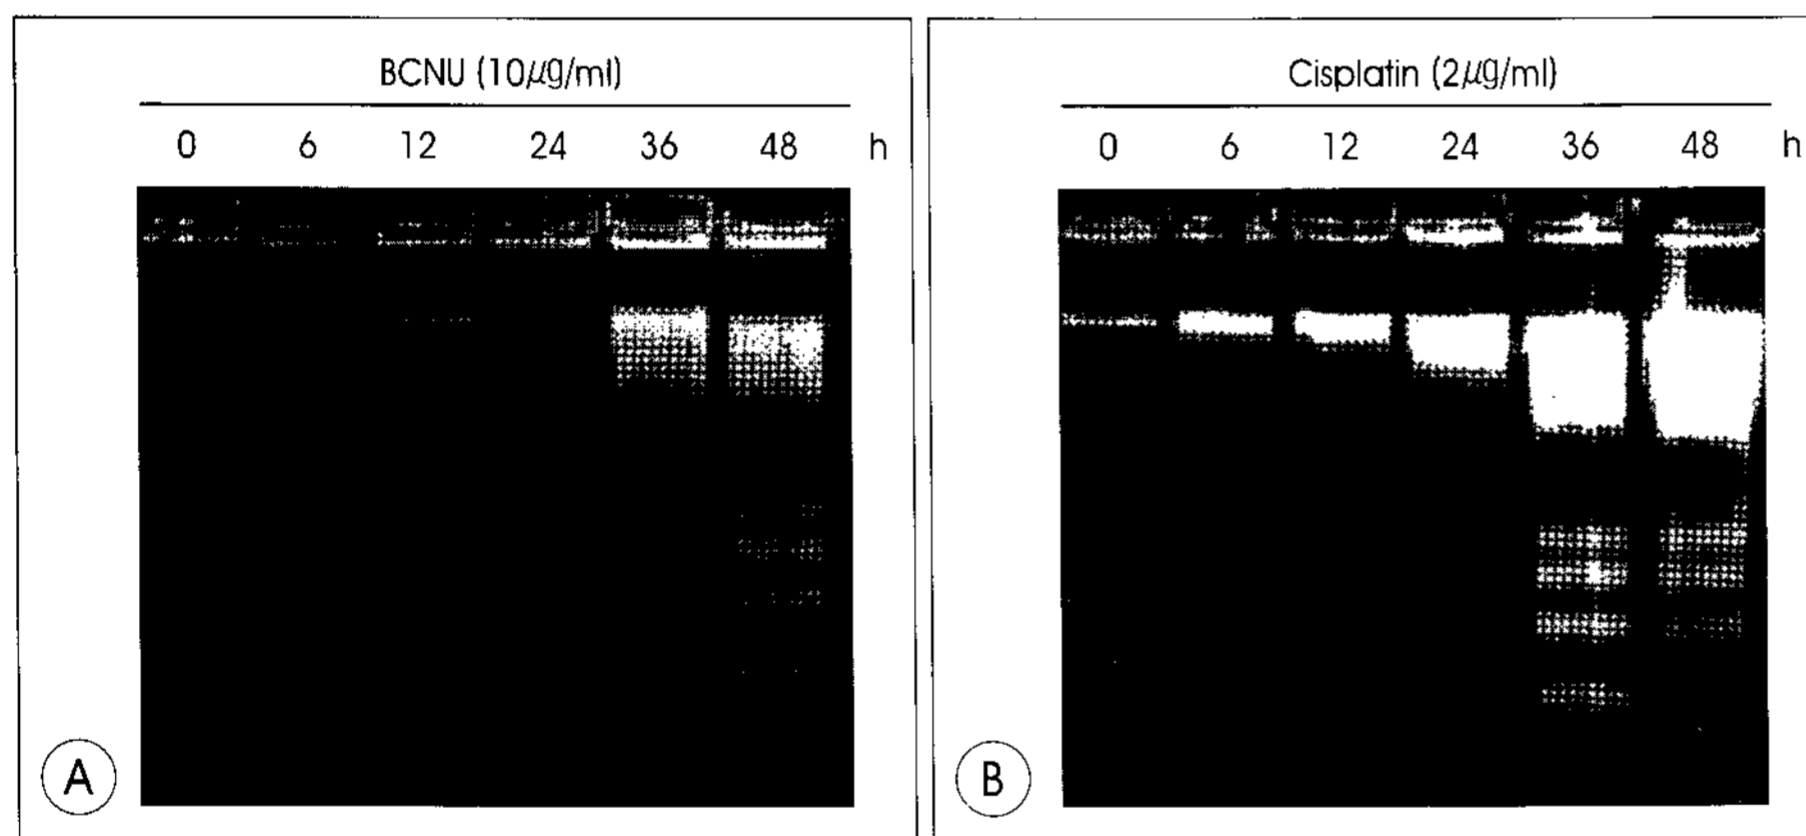 BCNU (10μg/ml)
0 6 12 24 36 48 h
A
Cisplatin (2μg/ml)
0 6 12 24 36 48 h
B